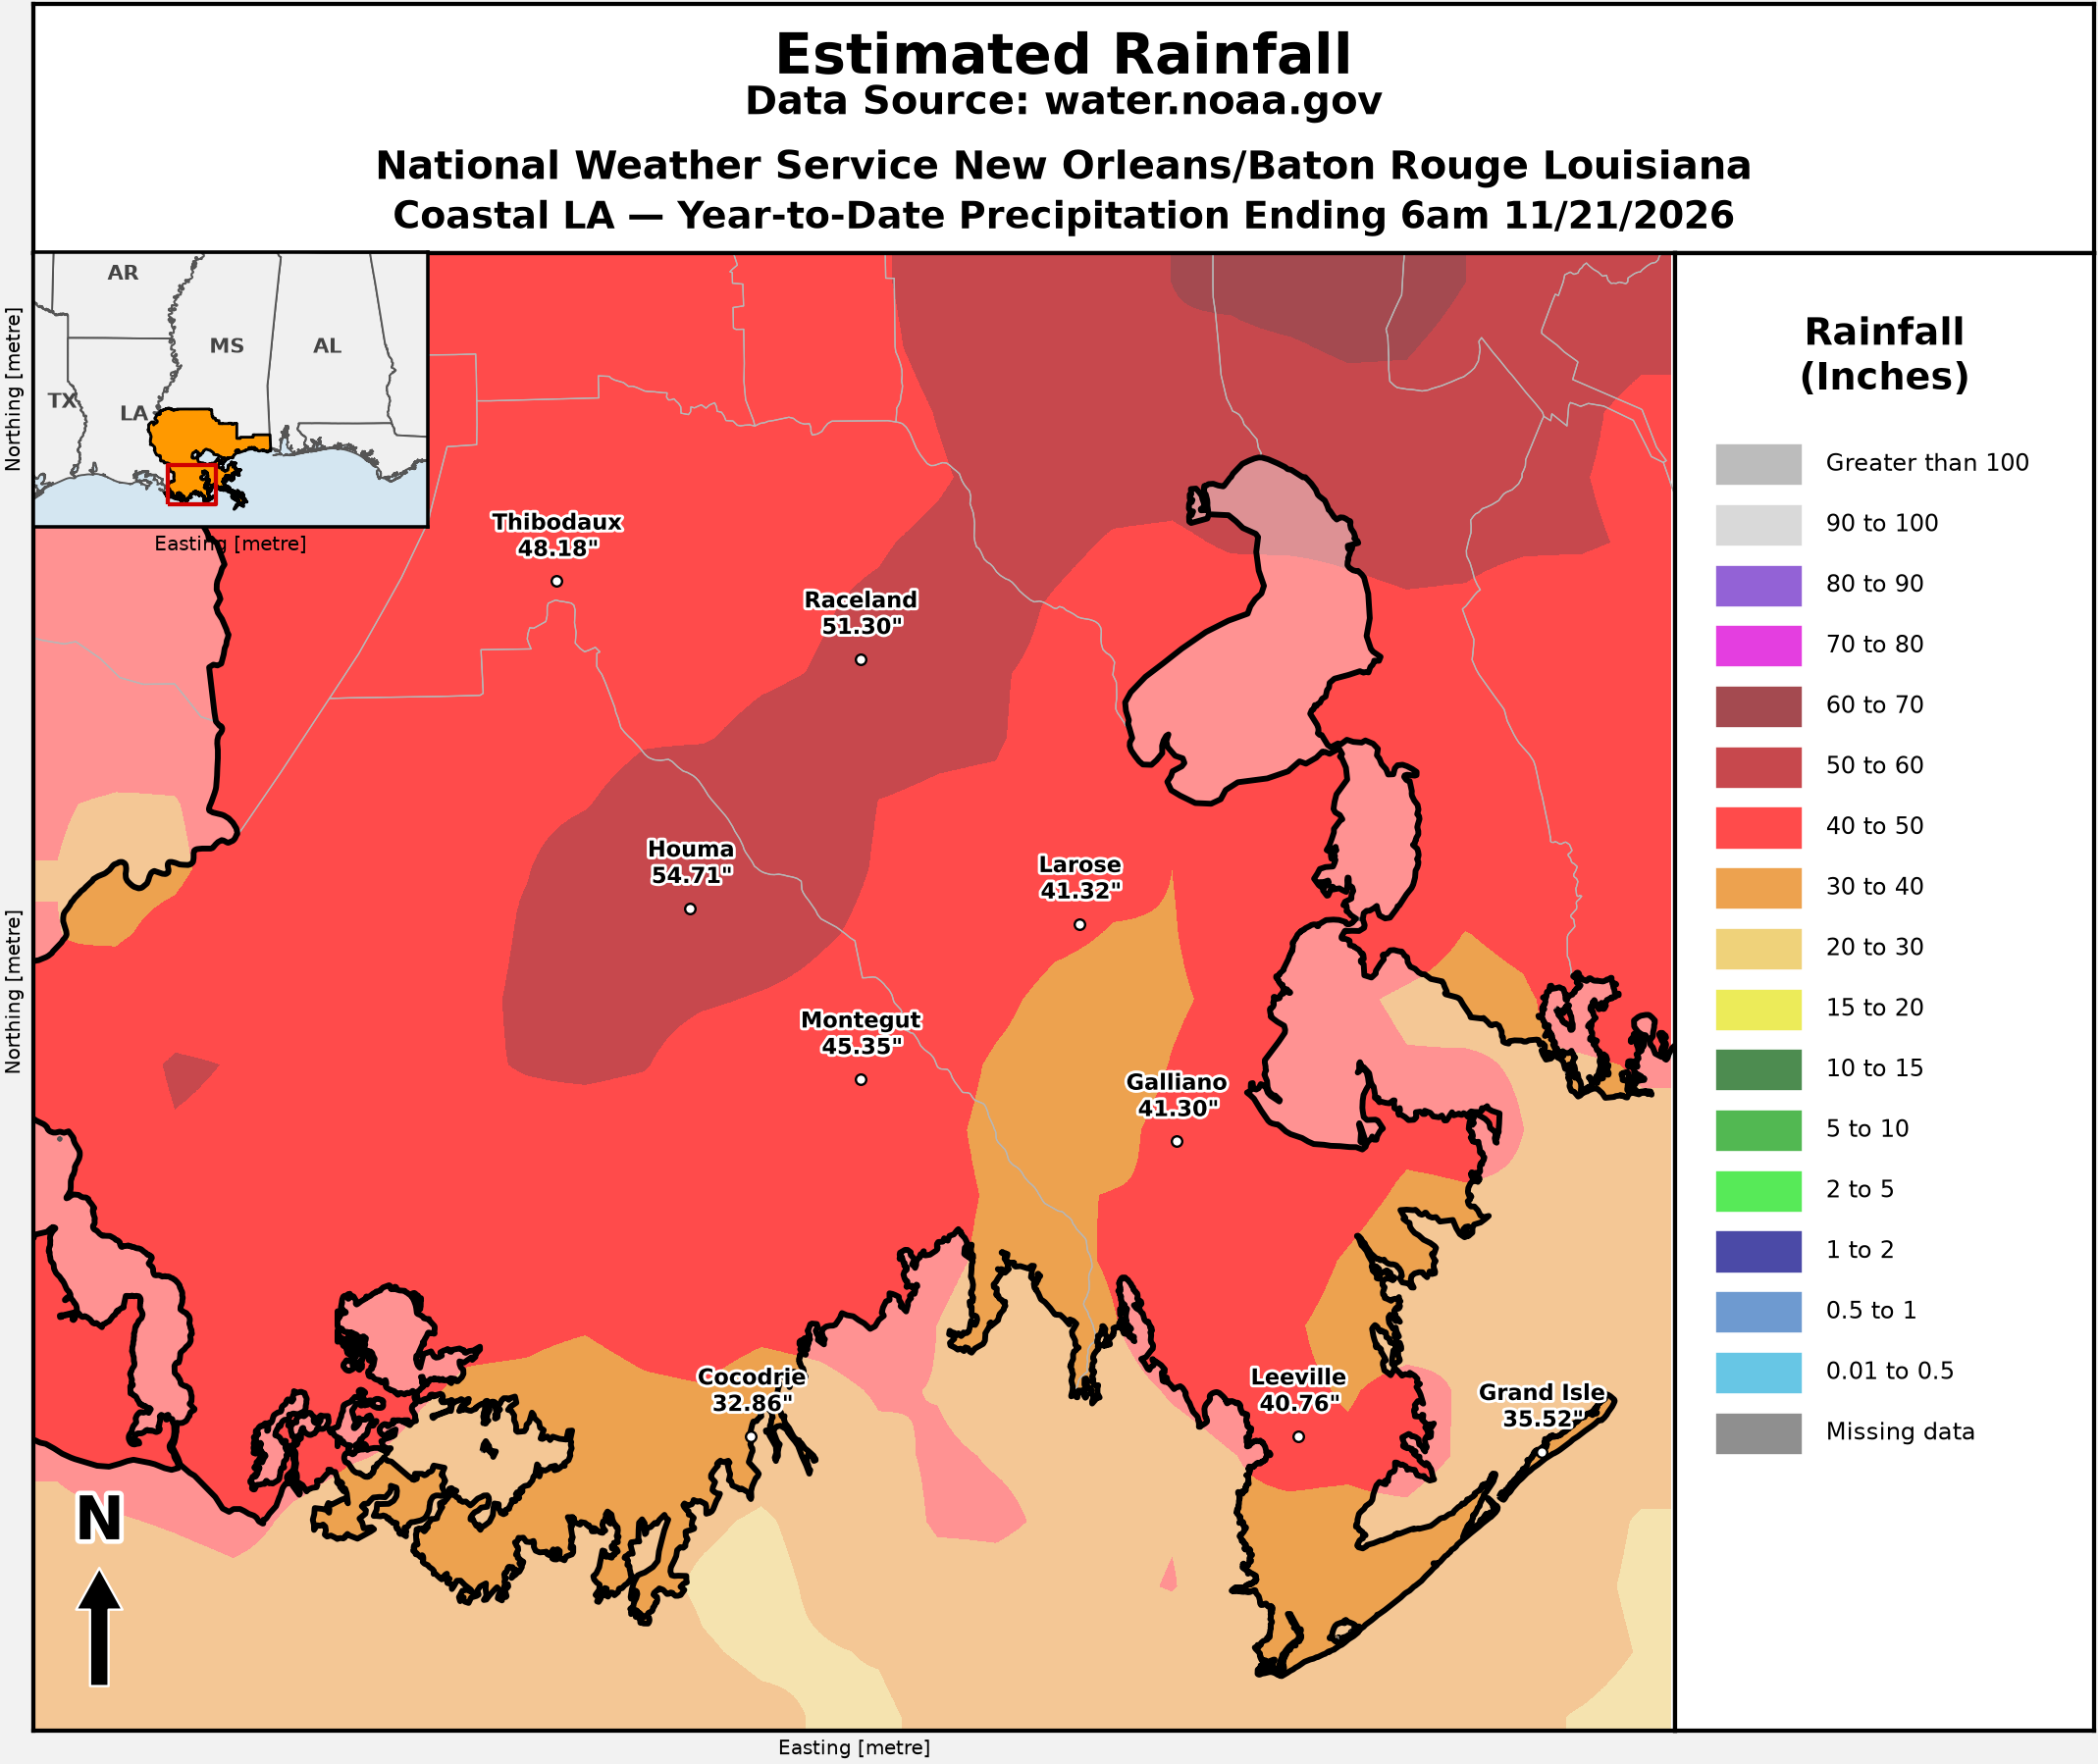 Estimated Rainfall
Data Source: water.noaa.gov
National Weather Service New Orleans/Baton Rouge Louisiana
Coastal LA — Year-to-Date Precipitation Ending 6am 11/21/2026
Northing [metre]
AR
MS
AL
TX
LA
Easting [metre]
Thibodaux
48.18"
Raceland
51.30"
Houma
54.71"
Larose
41.32"
Northing [metre]
Montegut
45.35"
Galliano
41.30"
Cocodrie
32.86"
Leeville
40.76"
Grand Isle
35.52"
N
Easting [metre]
Rainfall
(Inches)
Greater than 100
90 to 100
80 to 90
70 to 80
60 to 70
50 to 60
40 to 50
30 to 40
20 to 30
15 to 20
10 to 15
5 to 10
2 to 5
1 to 2
0.5 to 1
0.01 to 0.5
Missing data